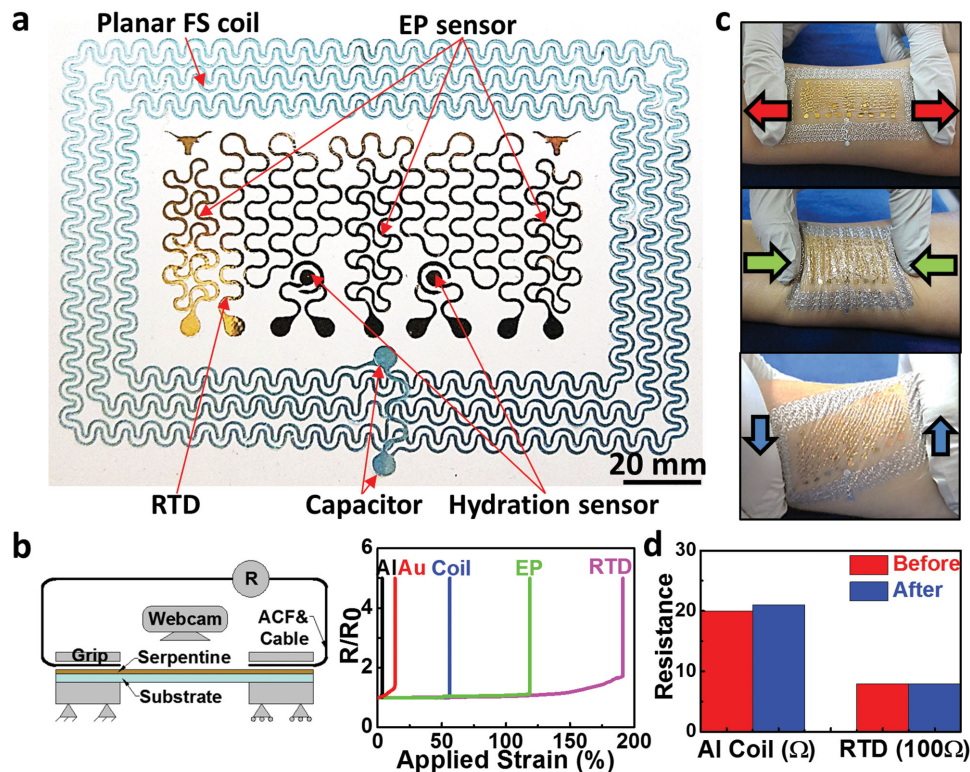 a
Planar FS coil
EP sensor
RTD
Capacitor
Hydration sensor
20 mm
b
R
Webcam
ACF&
Cable
Grip
Serpentine
Substrate
R/R0
6
4
2
0
Al Au Coil EP RTD
0 50 100 150 200
Applied Strain (%)
c
d
Resistance
30
20
10
0
Before
After
Al Coil (Ω) RTD (100Ω)